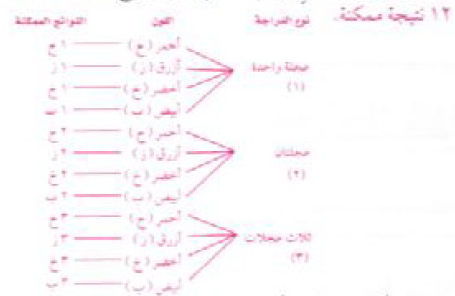 ١٢ نتيجة ممكنة.
نوع الدراجة اللون النواتج الممكنة
أحمر (ح) ١ ح
أزرق (ز) ١ ز
عجلة واحدة
(١)
أخضر (خ) ١ خ
أبيض (ب) ١ ب
أحمر (ح) ٢ ح
أزرق (ز) ٢ ز
عجلتان
(٢)
أخضر (خ) ٢ خ
أبيض (ب) ٢ ب
أحمر (ح) ٣ ح
أزرق (ز) ٣ ز
ثلاث عجلات
(٣)
أخضر (خ) ٣ خ
أبيض (ب) ٣ ب